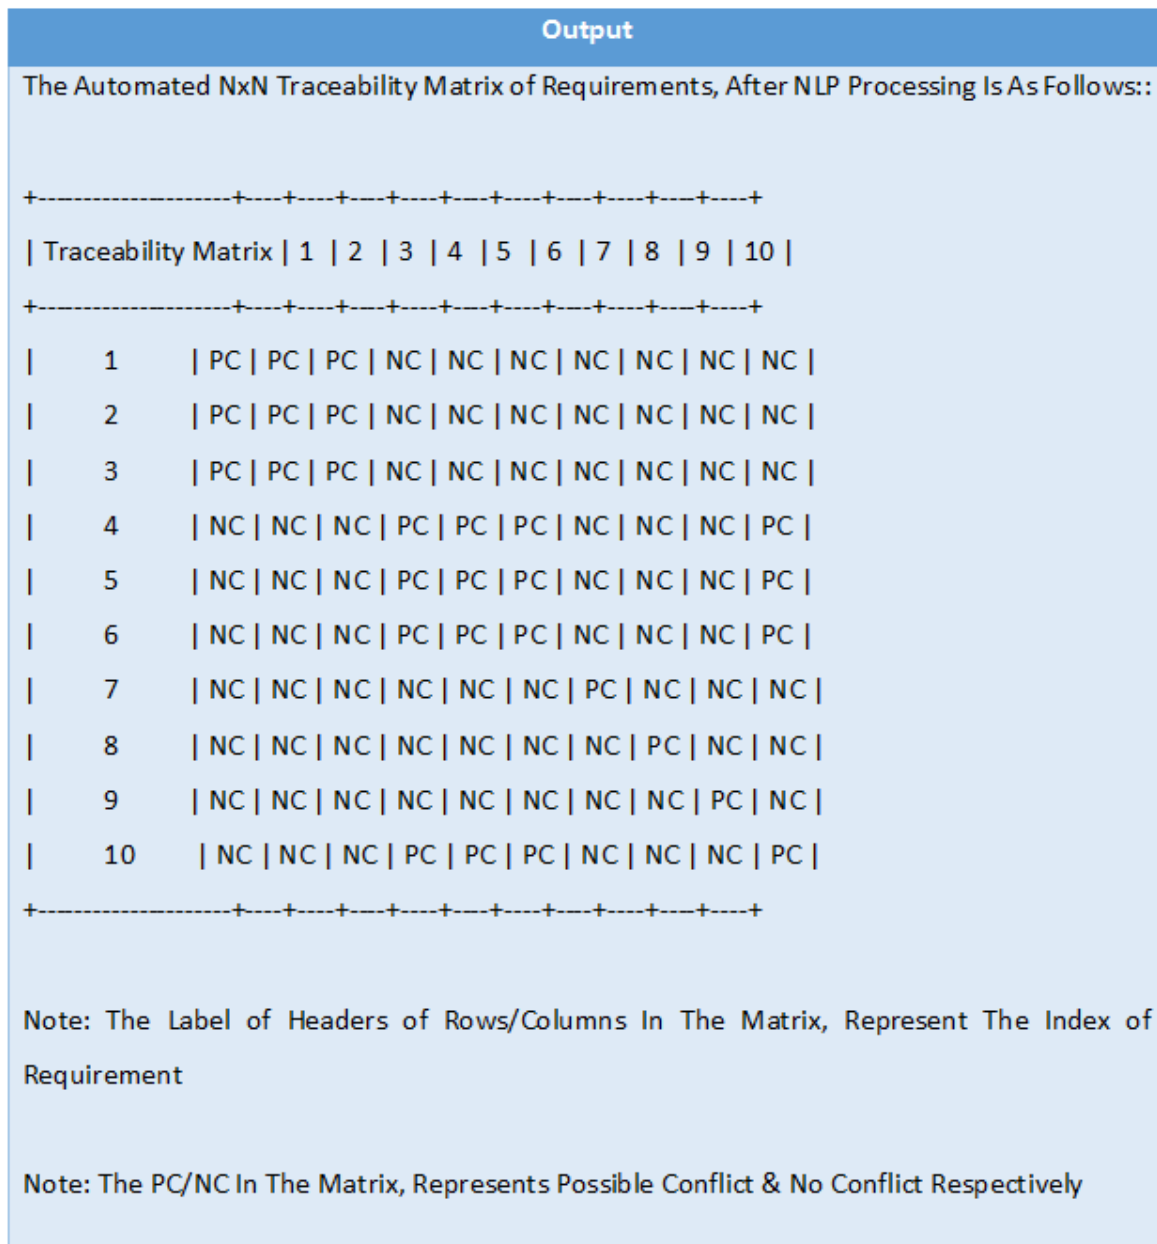 Output
The Automated NxN Traceability Matrix of Requirements, After NLP Processing Is As Follows::
+---------------------+----+----+----+----+----+----+----+----+----+----+
| Traceability Matrix | 1 | 2 | 3 | 4 | 5 | 6 | 7 | 8 | 9 | 10 |
+---------------------+----+----+----+----+----+----+----+----+----+----+
| 1 | PC | PC | PC | NC | NC | NC | NC | NC | NC | NC |
| 2 | PC | PC | PC | NC | NC | NC | NC | NC | NC | NC |
| 3 | PC | PC | PC | NC | NC | NC | NC | NC | NC | NC |
| 4 | NC | NC | NC | PC | PC | PC | NC | NC | NC | PC |
| 5 | NC | NC | NC | PC | PC | PC | NC | NC | NC | PC |
| 6 | NC | NC | NC | PC | PC | PC | NC | NC | NC | PC |
| 7 | NC | NC | NC | NC | NC | NC | PC | NC | NC | NC |
| 8 | NC | NC | NC | NC | NC | NC | NC | PC | NC | NC |
| 9 | NC | NC | NC | NC | NC | NC | NC | NC | PC | NC |
| 10 | NC | NC | NC | PC | PC | PC | NC | NC | NC | PC |
+---------------------+----+----+----+----+----+----+----+----+----+----+
Note: The Label of Headers of Rows/Columns In The Matrix, Represent The Index of
Requirement
Note: The PC/NC In The Matrix, Represents Possible Conflict & No Conflict Respectively